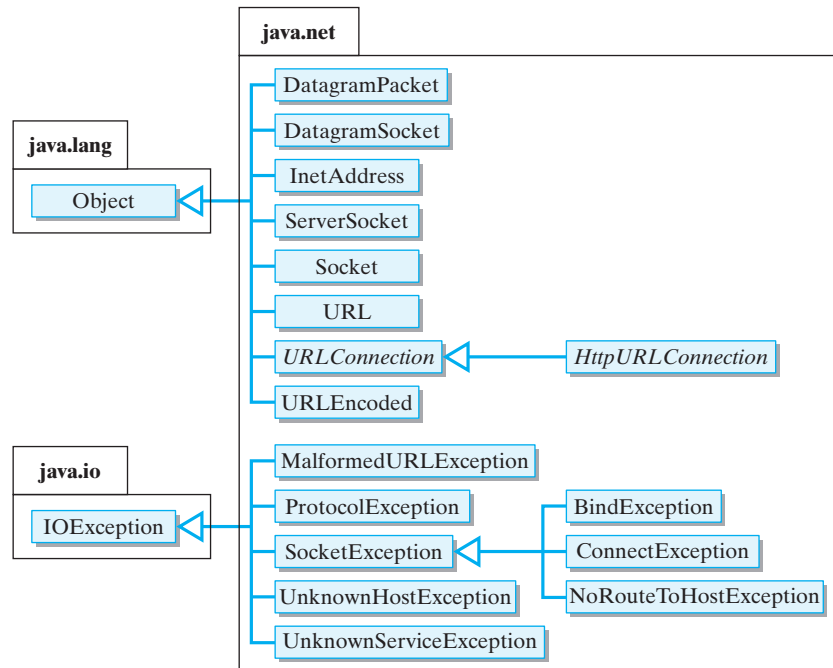 java.net
DatagramPacket
DatagramSocket
java.lang
InetAddress
Object
ServerSocket
Socket
URL
URLConnection
HttpURLConnection
URLEncoded
java.io
MalformedURLException
IOException
ProtocolException
BindException
SocketException
ConnectException
UnknownHostException
NoRouteToHostException
UnknownServiceException